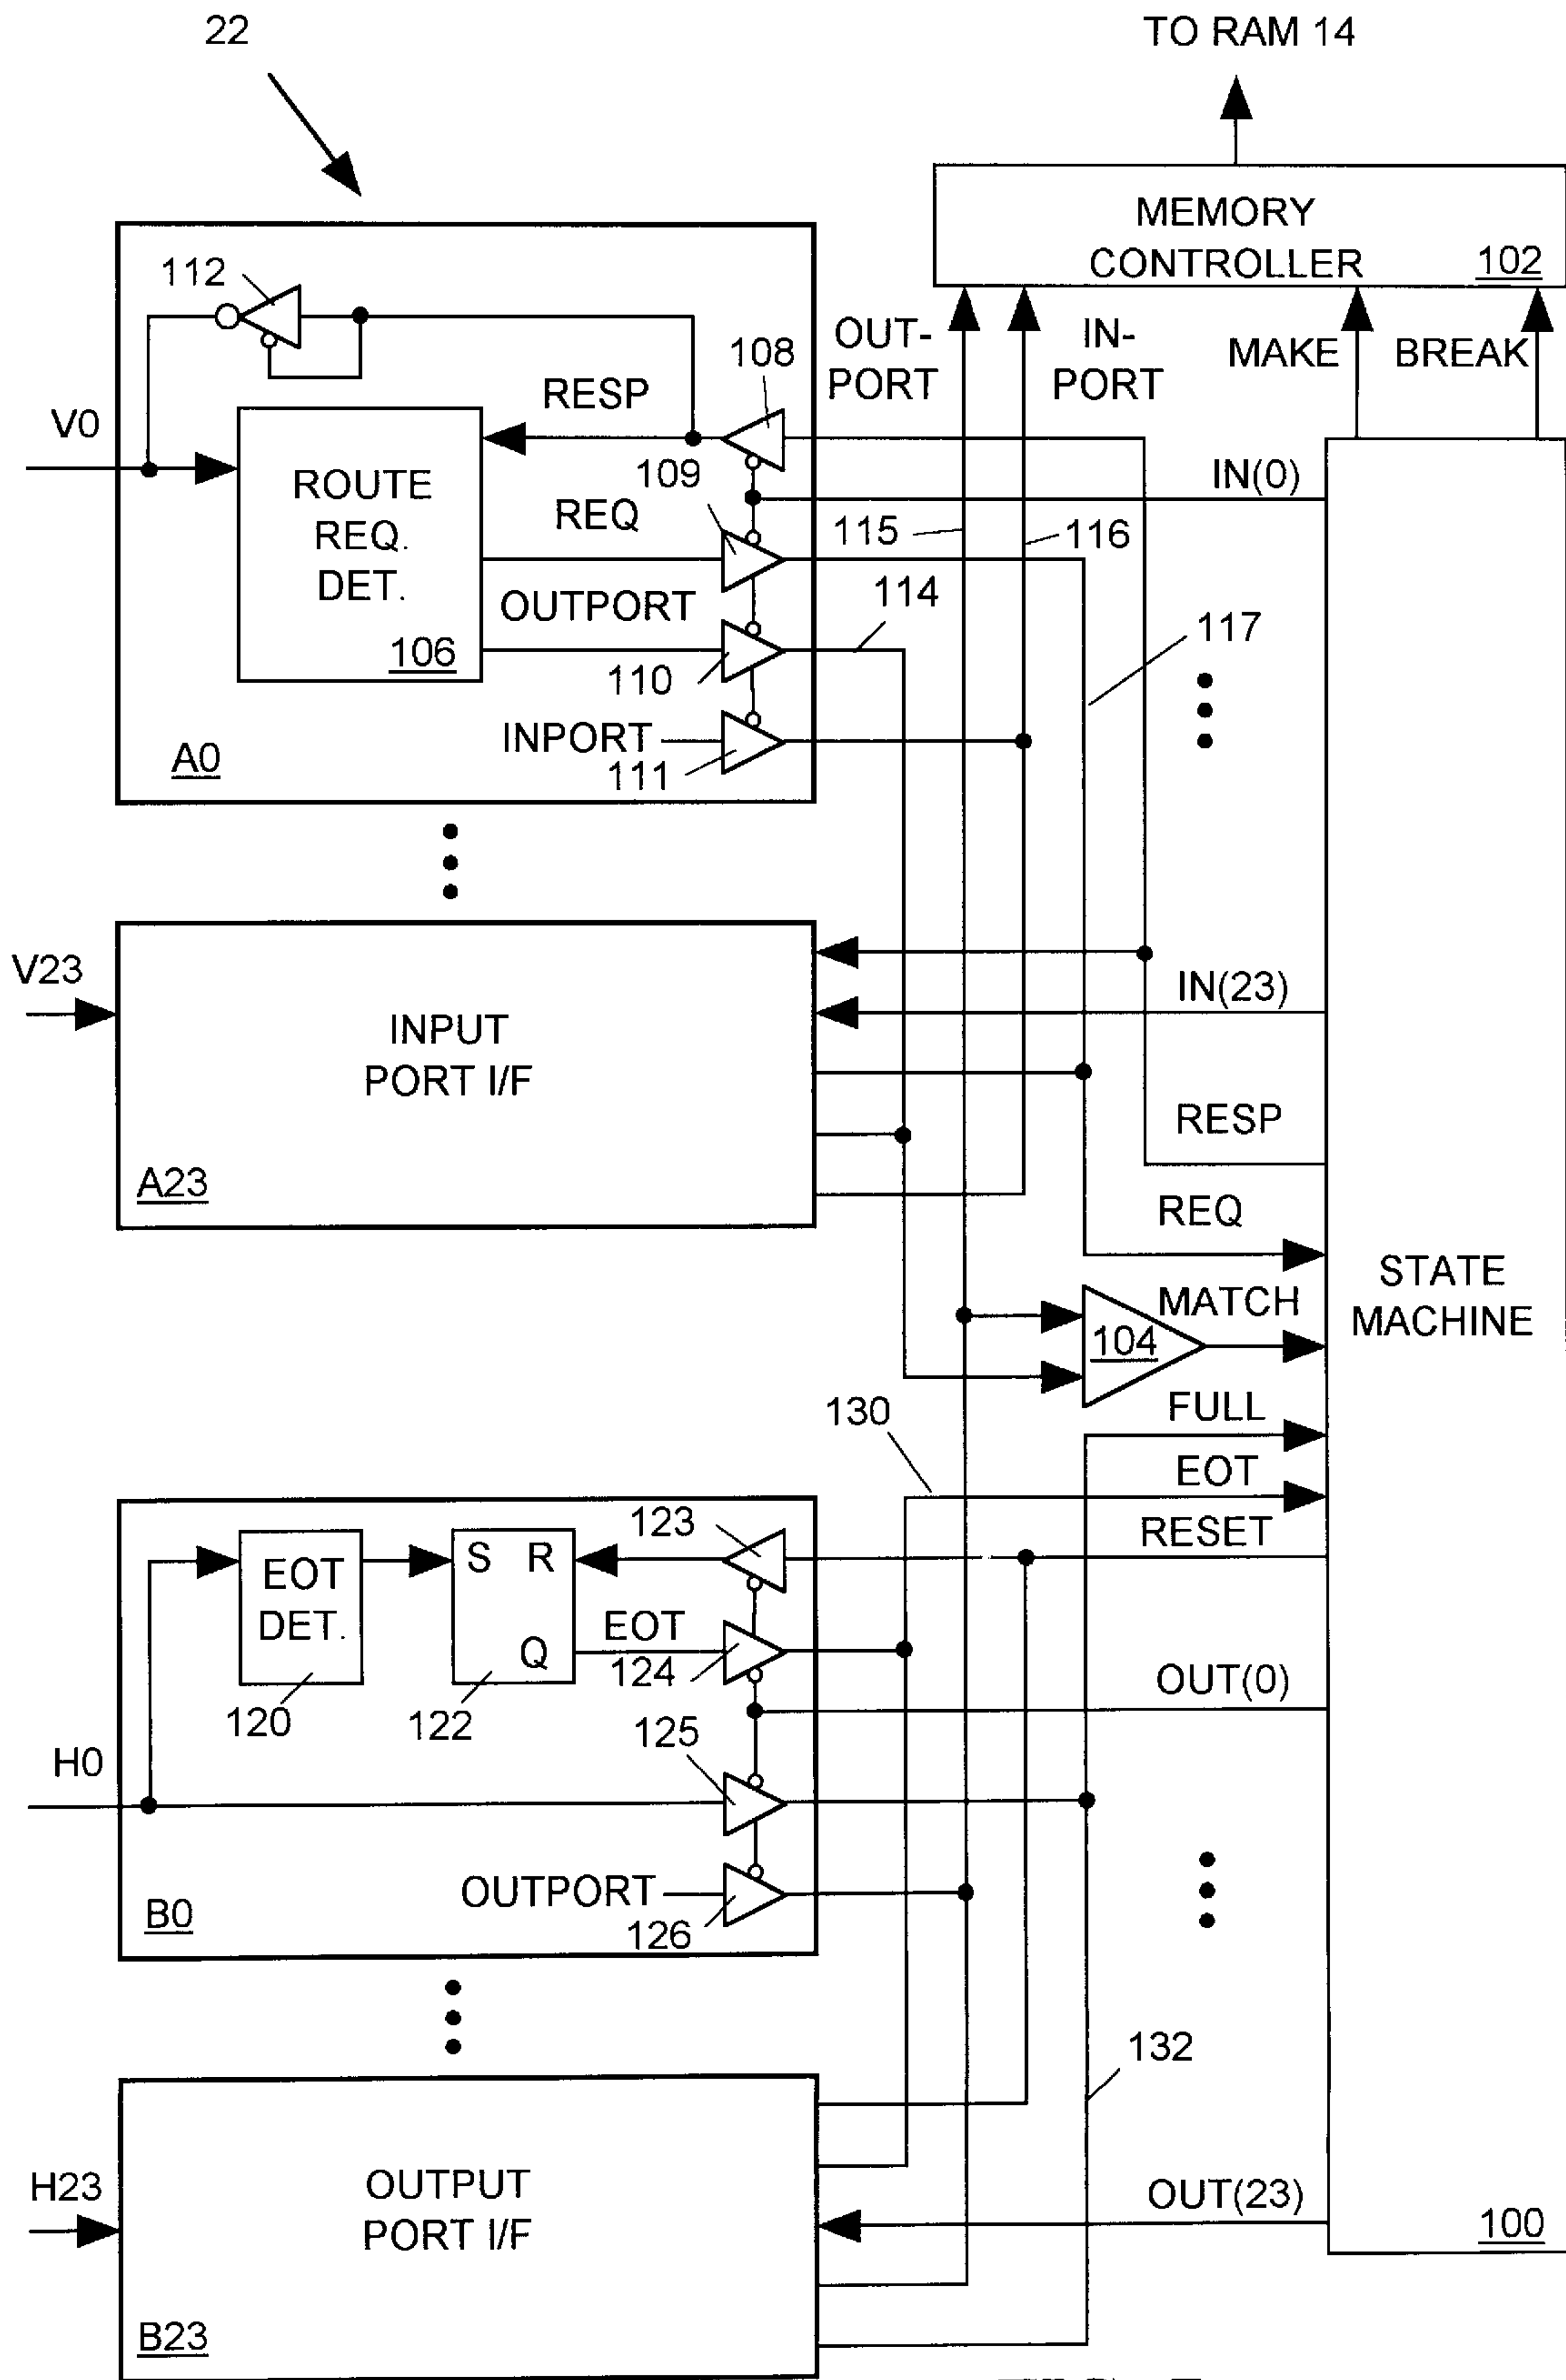 22
TO RAM 14
MEMORY
CONTROLLER 102
112
108
OUT-
PORT
IN-
PORT
MAKE
BREAK
V0
RESP
109
ROUTE
REQ.
DET.
106
REQ
IN(0)
115
116
OUTPORT
114
117
110
INPORT
111
A0
V23
IN(23)
INPUT
PORT I/F
RESP
A23
REQ
STATE
MACHINE
MATCH
104
130
FULL
EOT
123
RESET
EOT
DET.
S R
Q
EOT
124
120
122
OUT(0)
125
H0
OUTPORT
126
B0
132
H23
OUTPUT
PORT I/F
OUT(23)
100
B23